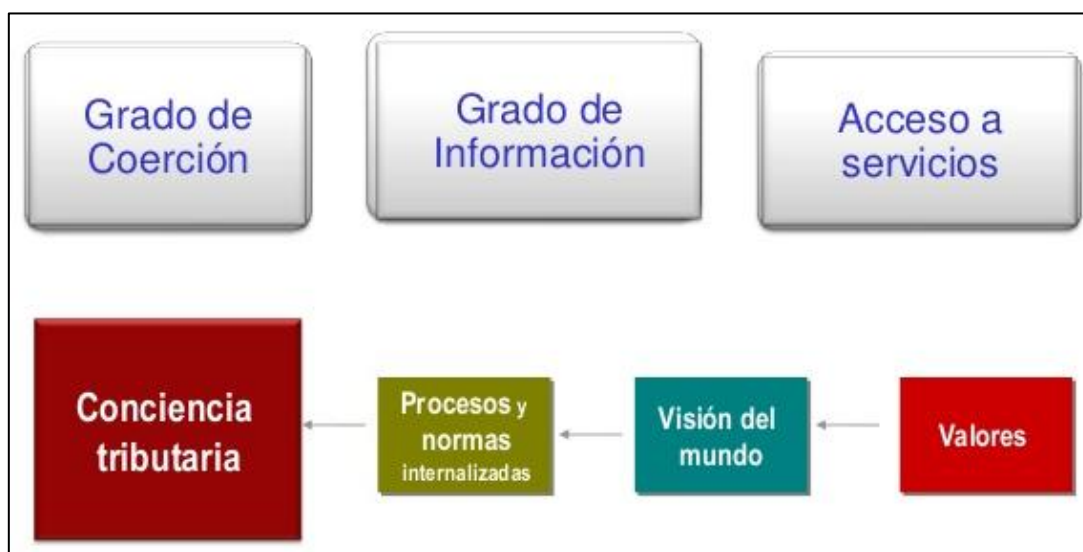 Grado de
Coerción
Grado de
Información
Acceso a
servicios
Conciencia
tributaria
Procesos y
normas
internalizadas
Visión del
mundo
Valores